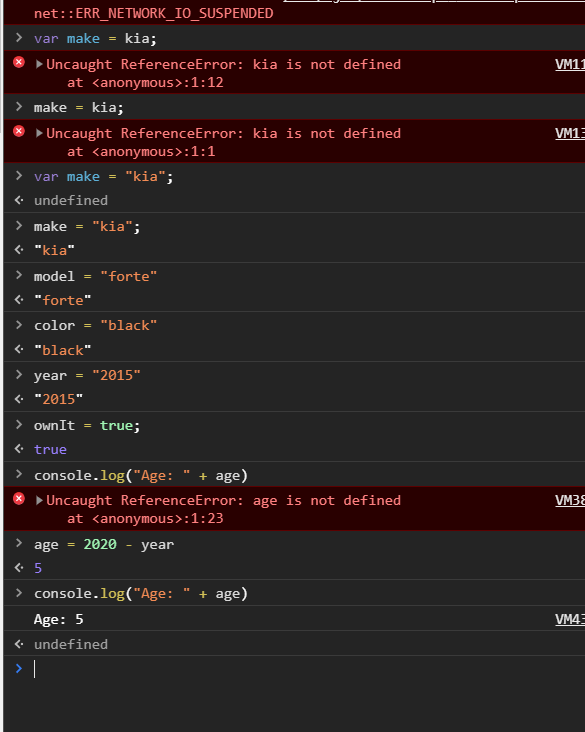 net::ERR_NETWORK_IO_SUSPENDED
> var make = kia;
Uncaught ReferenceError: kia is not defined VM11
at <anonymous>:1:12
> make = kia;
Uncaught ReferenceError: kia is not defined VM13
at <anonymous>:1:1
> var make = "kia";
undefined
> make = "kia";
"kia"
> model = "forte"
"forte"
> color = "black"
"black"
> year = "2015"
"2015"
> ownIt = true;
true
> console.log("Age: " + age)
Uncaught ReferenceError: age is not defined VM38
at <anonymous>:1:23
> age = 2020 - year
5
> console.log("Age: " + age)
Age: 5 VM43
undefined
>